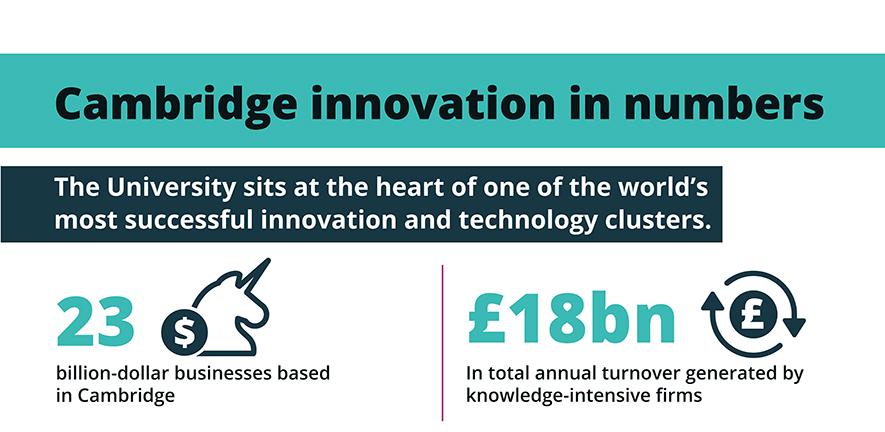 Cambridge innovation in numbers
The University sits at the heart of one of the world’s
most successful innovation and technology clusters.
23
$
billion-dollar businesses based
in Cambridge
£18bn
£
In total annual turnover generated by
knowledge-intensive firms